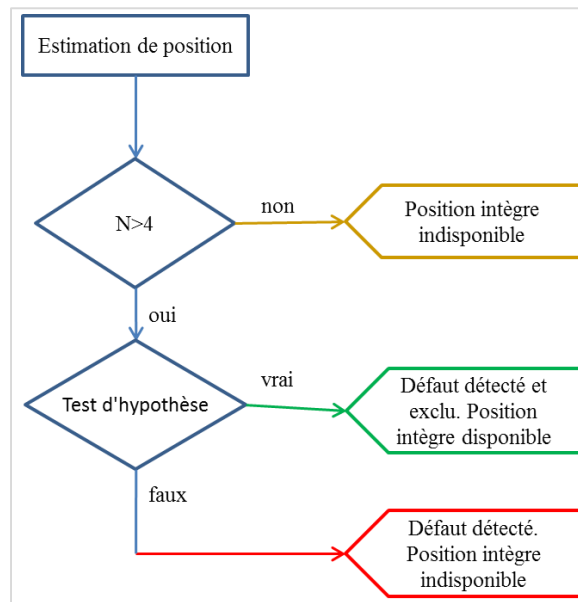 Estimation de position
N>4
non
Position intègre
indisponible
oui
Test d'hypothèse
vrai
Défaut détecté et
exclu. Position
intègre disponible
faux
Défaut détecté.
Position intègre
indisponible